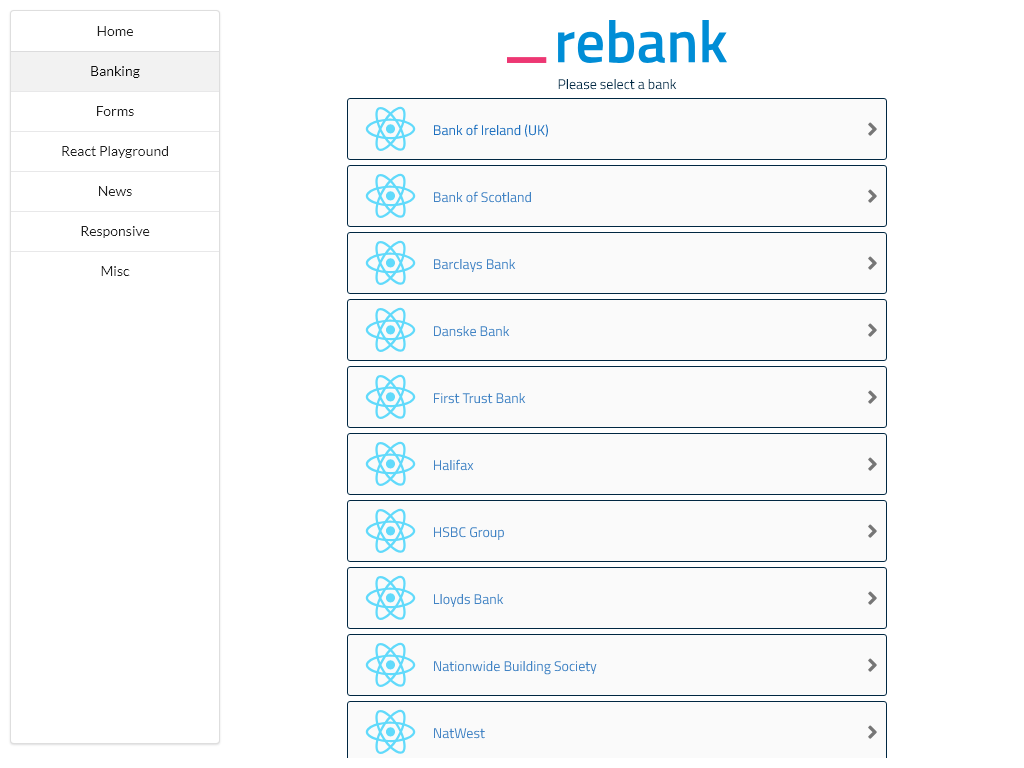 Home
Banking
Forms
React Playground
News
Responsive
Misc
_rebank
Please select a bank
Bank of Ireland (UK)
Bank of Scotland
Barclays Bank
Danske Bank
First Trust Bank
Halifax
HSBC Group
Lloyds Bank
Nationwide Building Society
NatWest